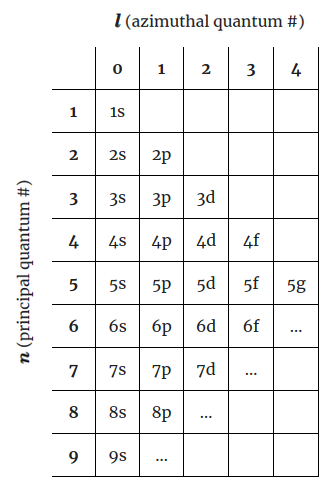 l (azimuthal quantum #)
0 1 2 3 4
n (principal quantum #)
1 1s
2 2s 2p
3 3s 3p 3d
4 4s 4p 4d 4f
5 5s 5p 5d 5f 5g
6 6s 6p 6d 6f ...
7 7s 7p 7d ...
8 8s 8p ...
9 9s ...